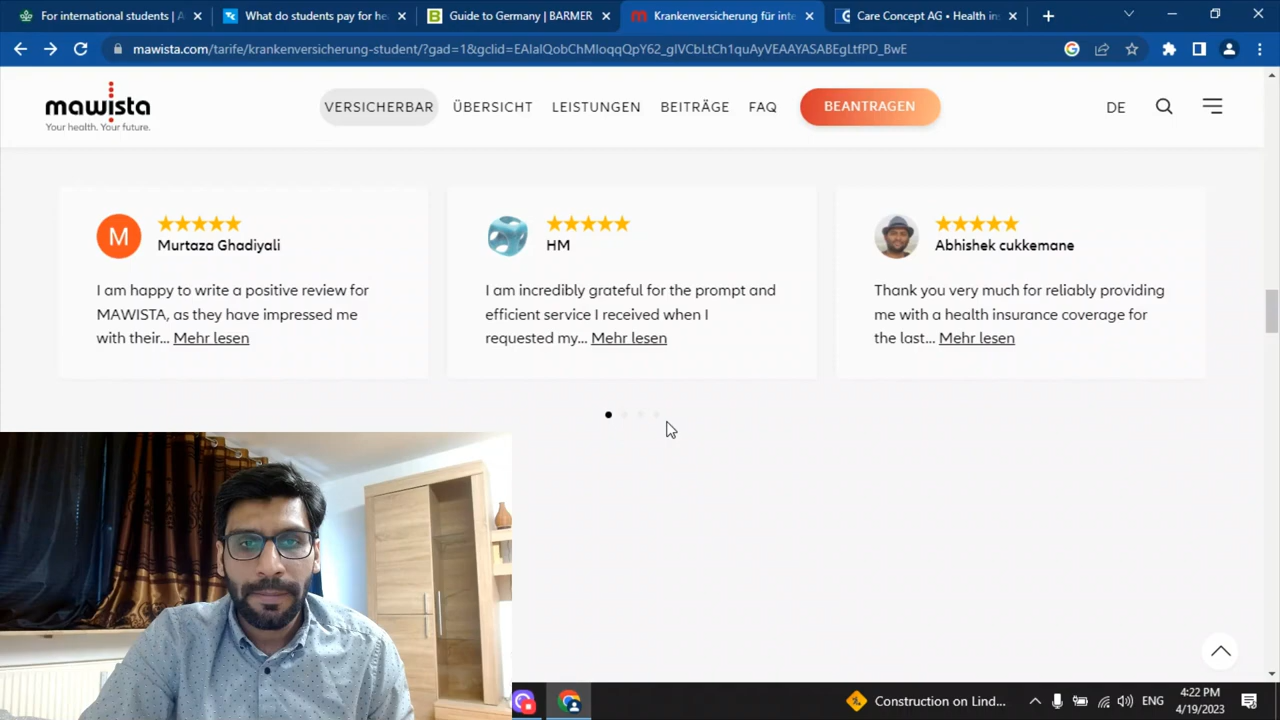 For international students | A
What do students pay for he
Guide to Germany | BARMER
Krankenversicherung für inte
Care Concept AG • Health in
mawista.com/tarife/krankenversicherung-student/?gad=1&gclid=EAIaIQobChMIoqqQpY62_gIVCbLtCh1quAyVEAAYASABEgLtfPD_BwE
mawista
Your health. Your future.
VERSICHERBAR ÜBERSICHT LEISTUNGEN BEITRÄGE FAQ BEANTRAGEN DE
M
Murtaza Ghadiyali
I am happy to write a positive review for
MAWISTA, as they have impressed me
with their... Mehr lesen
HM
I am incredibly grateful for the prompt and
efficient service I received when I
requested my... Mehr lesen
Abhishek cukkemane
Thank you very much for reliably providing
me with a health insurance coverage for
the last... Mehr lesen
Construction on Lind...
ENG
4:22 PM
4/19/2023